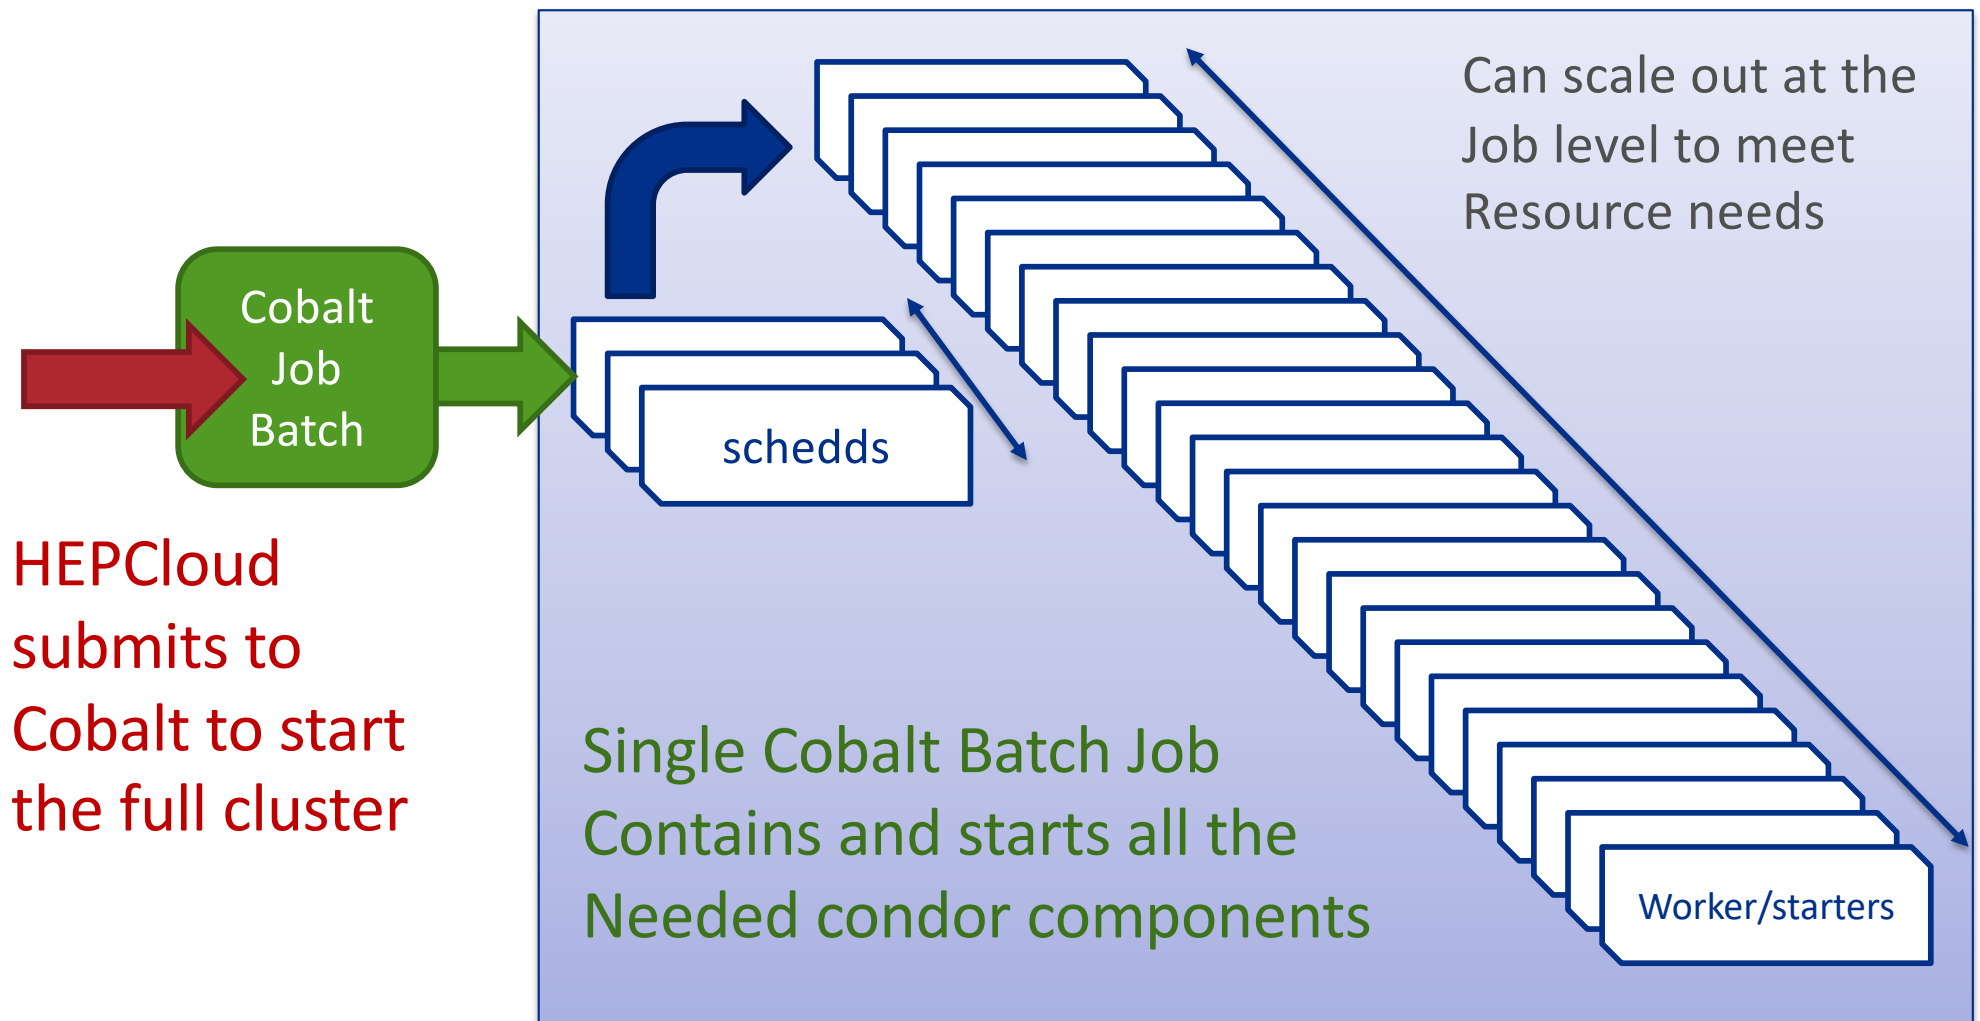 Can scale out at the
Job level to meet
Resource needs
Cobalt
Job
Batch
schedds
HEPCloud
submits to
Cobalt to start
the full cluster
Single Cobalt Batch Job
Contains and starts all the
Needed condor components
Worker/starters